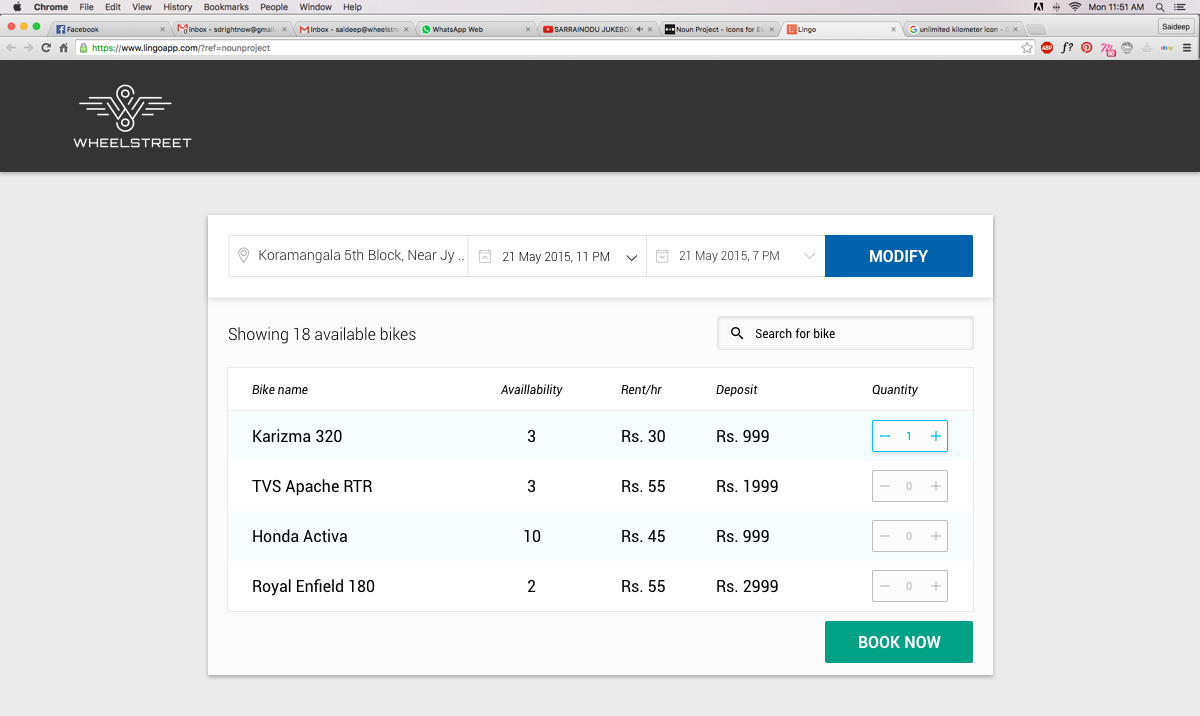 Chrome File Edit View History Bookmarks People Window Help Mon 11:51 AM
Facebook Inbox - sdrightnow@gmail. Inbox - saideep@wheelstre WhatsApp Web SARRAINODU JUKEBOX Noun Project - Icons for Ev Lingo unlimited kilometer icon - G Saideep
https://www.lingoapp.com/?ref=nounproject ABP f? ebay
WHEELSTREET
Koramangala 5th Block, Near Jy .. 21 May 2015, 11 PM 21 May 2015, 7 PM MODIFY
Showing 18 available bikes Search for bike
Bike name Availlability Rent/hr Deposit Quantity
Karizma 320 3 Rs. 30 Rs. 999 − 1 +
TVS Apache RTR 3 Rs. 55 Rs. 1999 − 0 +
Honda Activa 10 Rs. 45 Rs. 999 − 0 +
Royal Enfield 180 2 Rs. 55 Rs. 2999 − 0 +
BOOK NOW